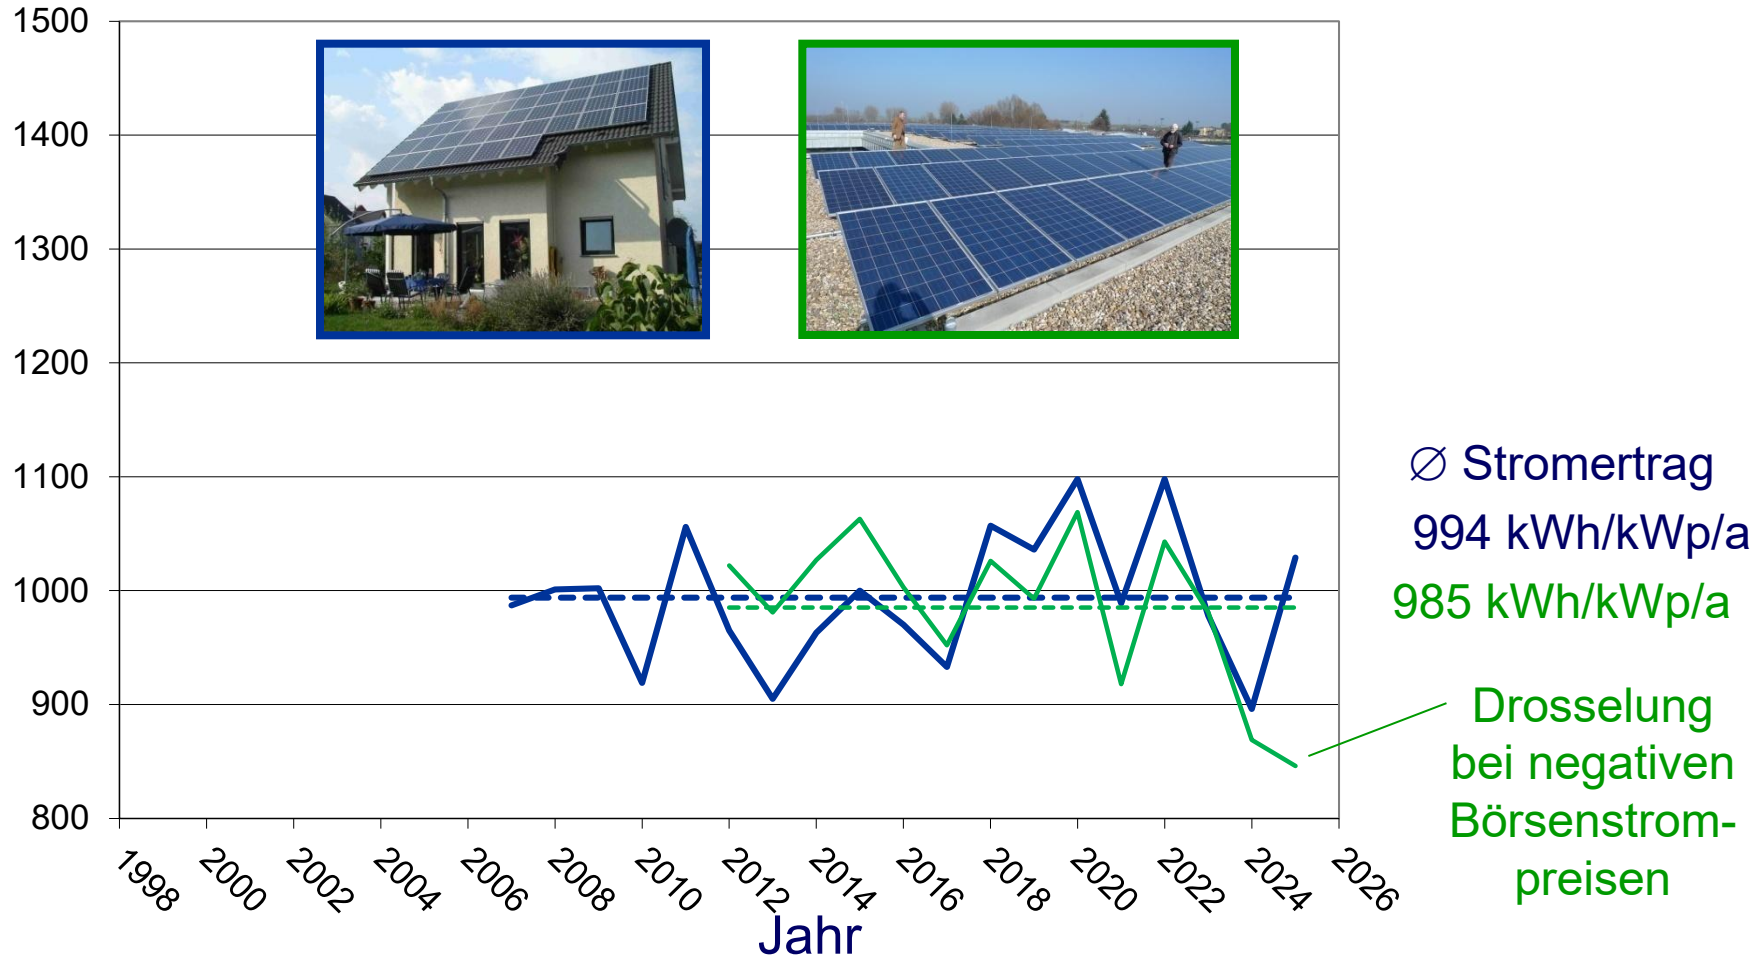 1500
1400
1300
1200
1100
1000
900
800
1998
2000
2002
2004
2006
2008
2010
2012
2014
2016
2018
2020
2022
2024
2026
Jahr
∅ Stromertrag
994 kWh/kWp/a
985 kWh/kWp/a
Drosselung
bei negativen
Börsenstrom-
preisen